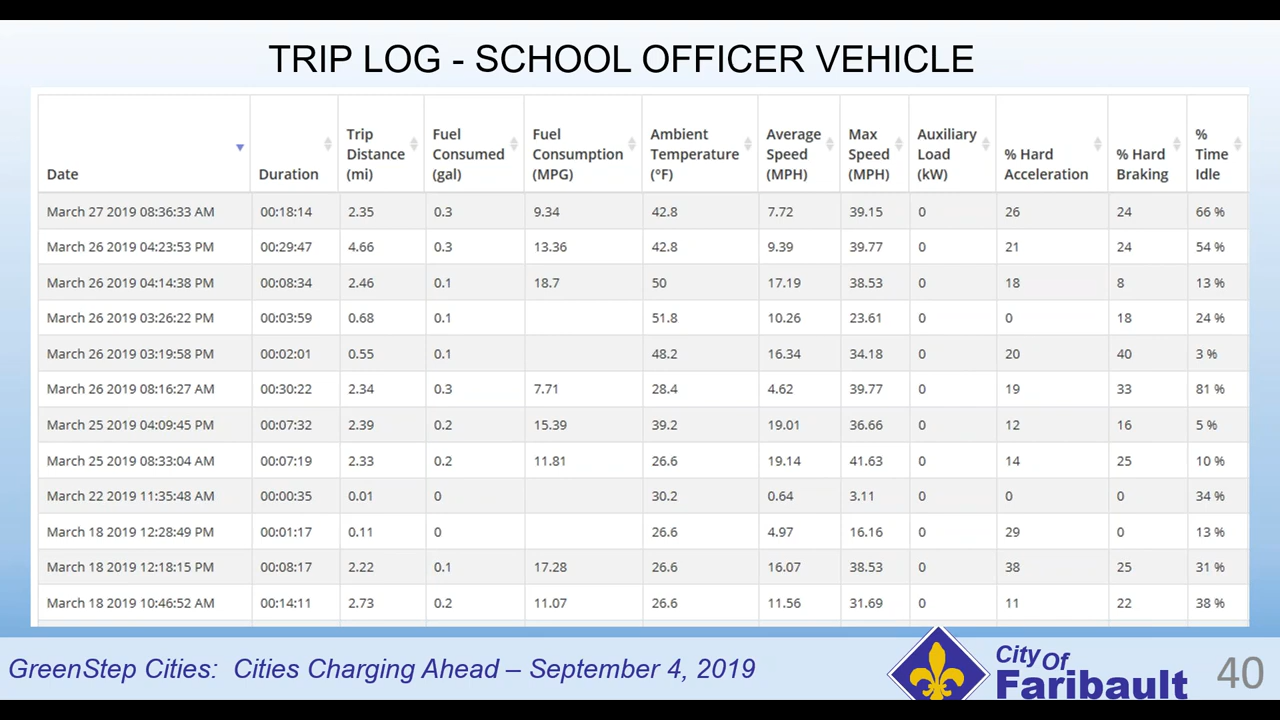 TRIP LOG - SCHOOL OFFICER VEHICLE
Date Duration Trip Distance (mi) Fuel Consumed (gal) Fuel Consumption (MPG) Ambient Temperature (°F) Average Speed (MPH) Max Speed (MPH) Auxiliary Load (kW) % Hard Acceleration % Hard Braking % Time Idle
March 27 2019 08:36:33 AM 00:18:14 2.35 0.3 9.34 42.8 7.72 39.15 0 26 24 66 %
March 26 2019 04:23:53 PM 00:29:47 4.66 0.3 13.36 42.8 9.39 39.77 0 21 24 54 %
March 26 2019 04:14:38 PM 00:08:34 2.46 0.1 18.7 50 17.19 38.53 0 18 8 13 %
March 26 2019 03:26:22 PM 00:03:59 0.68 0.1 51.8 10.26 23.61 0 0 18 24 %
March 26 2019 03:19:58 PM 00:02:01 0.55 0.1 48.2 16.34 34.18 0 20 40 3 %
March 26 2019 08:16:27 AM 00:30:22 2.34 0.3 7.71 28.4 4.62 39.77 0 19 33 81 %
March 25 2019 04:09:45 PM 00:07:32 2.39 0.2 15.39 39.2 19.01 36.66 0 12 16 5 %
March 25 2019 08:33:04 AM 00:07:19 2.33 0.2 11.81 26.6 19.14 41.63 0 14 25 10 %
March 22 2019 11:35:48 AM 00:00:35 0.01 0 30.2 0.64 3.11 0 0 0 34 %
March 18 2019 12:28:49 PM 00:01:17 0.11 0 26.6 4.97 16.16 0 29 0 13 %
March 18 2019 12:18:15 PM 00:08:17 2.22 0.1 17.28 26.6 16.07 38.53 0 38 25 31 %
March 18 2019 10:46:52 AM 00:14:11 2.73 0.2 11.07 26.6 11.56 31.69 0 11 22 38 %
GreenStep Cities: Cities Charging Ahead – September 4, 2019
City Of
Faribault
40